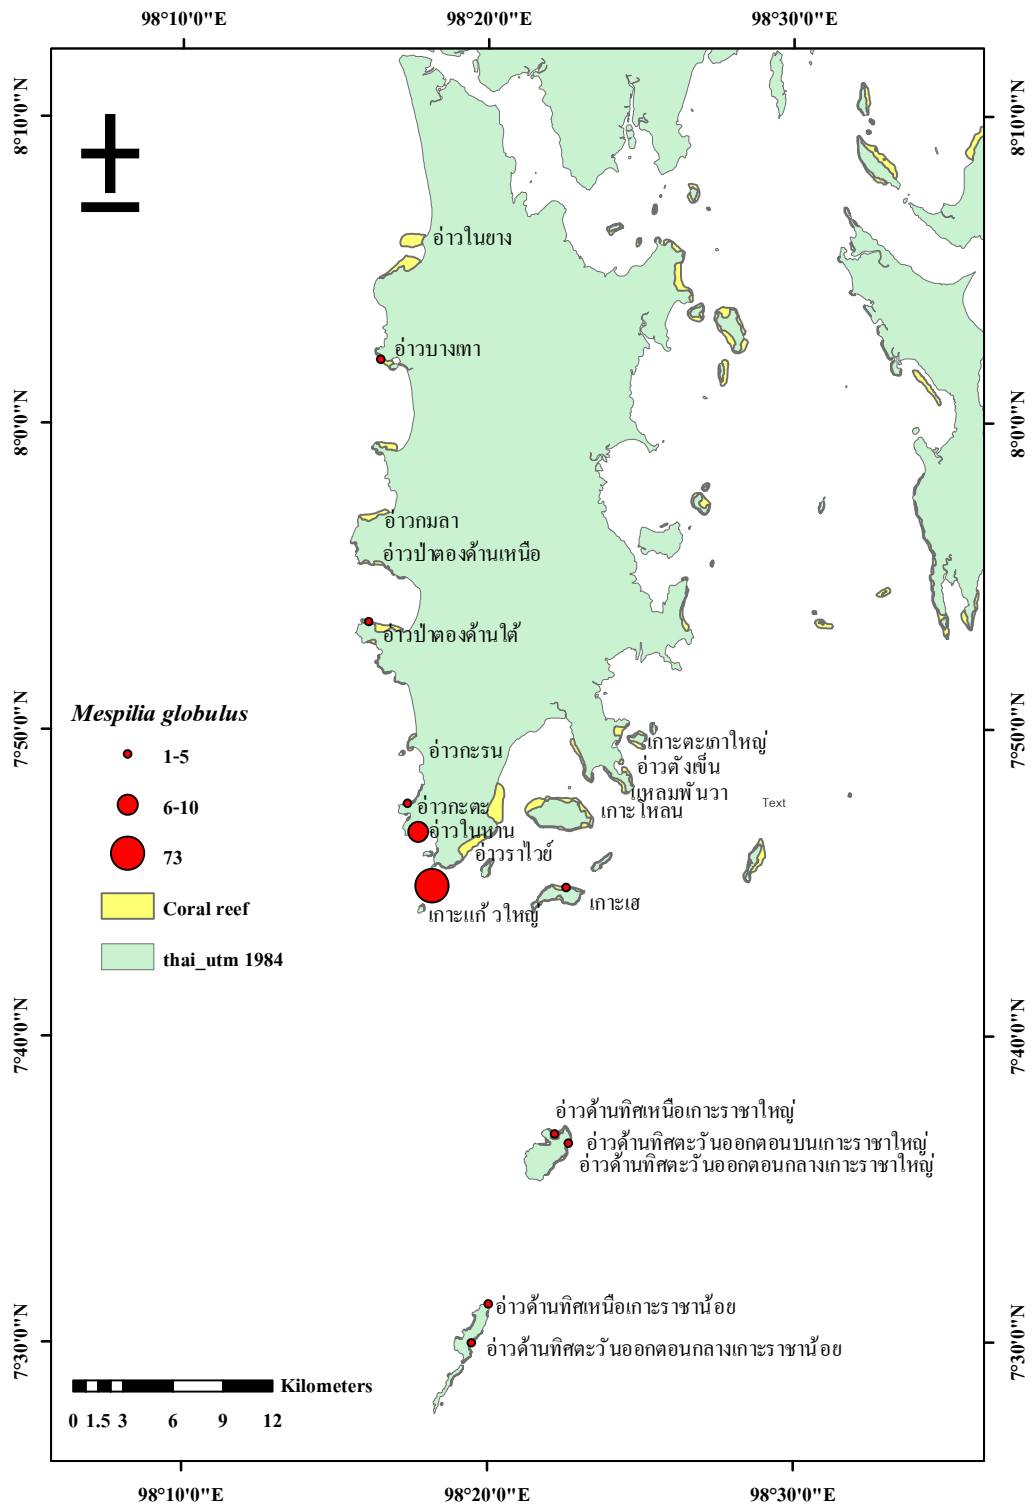 98°10'0"E 98°20'0"E 98°30'0"E
8°10'0"N 8°10'0"N
อ่าวในยาง
อ่าวบางเทา
8°0'0"N 8°0'0"N
อ่าวกมลา
อ่าวป่าตองด้านเหนือ
อ่าวป่าตองด้านใต้
7°50'0"N 7°50'0"N
Mespilia globulus
1-5
6-10
73
Coral reef
thai_utm 1984
อ่าวกะรน
เกาะตะเภาใหญ่
อ่าวตังเข็น
แหลมพันวา
อ่าวกะตะ
เกาะโหลน
Text
อ่าวในหาน
อ่าวราไวย์
เกาะแก้วใหญ่
เกาะเฮ
7°40'0"N 7°40'0"N
อ่าวด้านทิศเหนือเกาะราชาใหญ่
อ่าวด้านทิศตะวันออกตอนบนเกาะราชาใหญ่
อ่าวด้านทิศตะวันออกตอนกลางเกาะราชาใหญ่
อ่าวด้านทิศเหนือเกาะราชาน้อย
อ่าวด้านทิศตะวันออกตอนกลางเกาะราชาน้อย
7°30'0"N 7°30'0"N
Kilometers
0 1.5 3 6 9 12
98°10'0"E 98°20'0"E 98°30'0"E